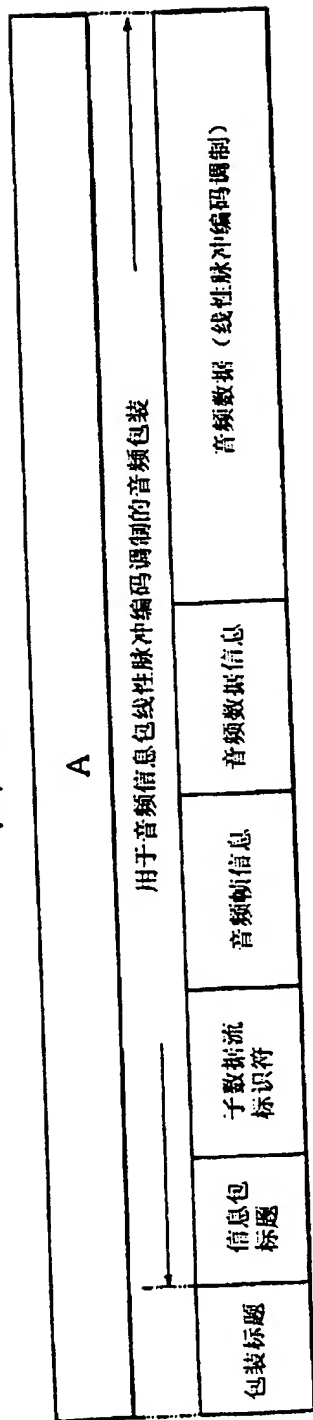 A
用于音频信息包线性脉冲编码调制的音频包装
包装标题
信息包
标题
子数据流
标识符
音频帧信息
音频数据信息
音频数据（线性脉冲编码调制）